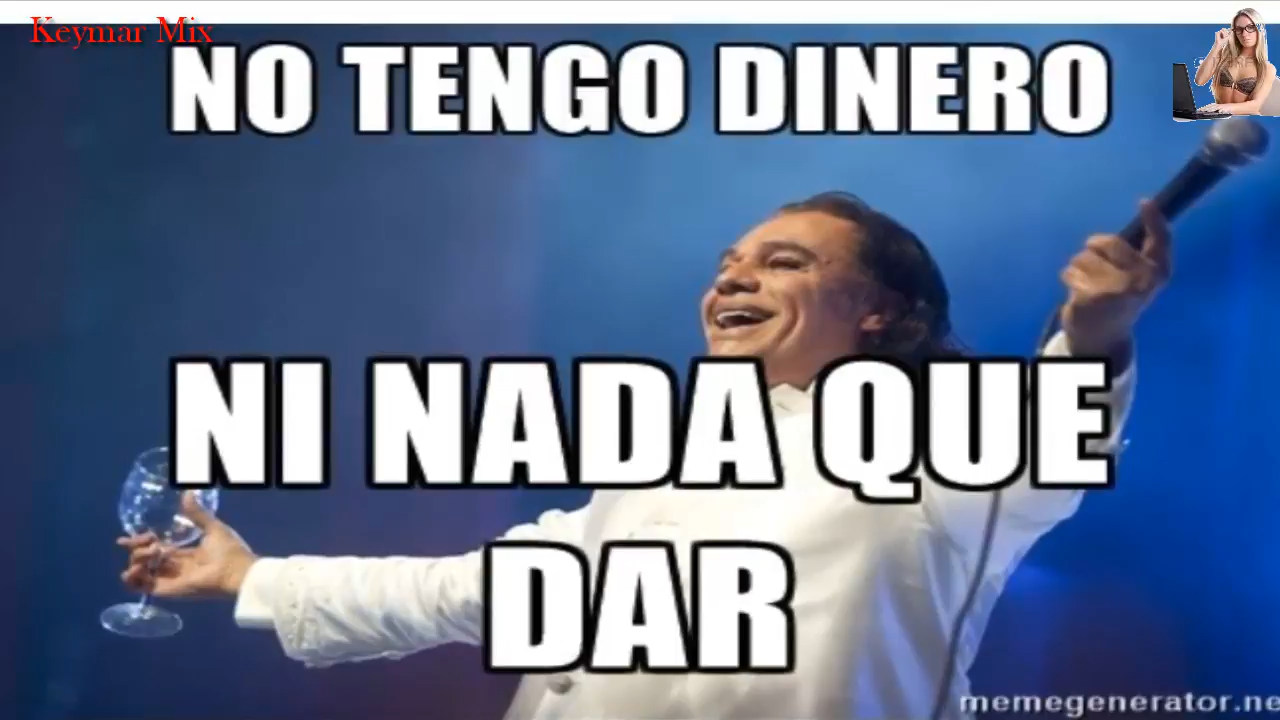 Keymar Mix
NO TENGO DINERO
NI NADA QUE
DAR
memegenerator.ne